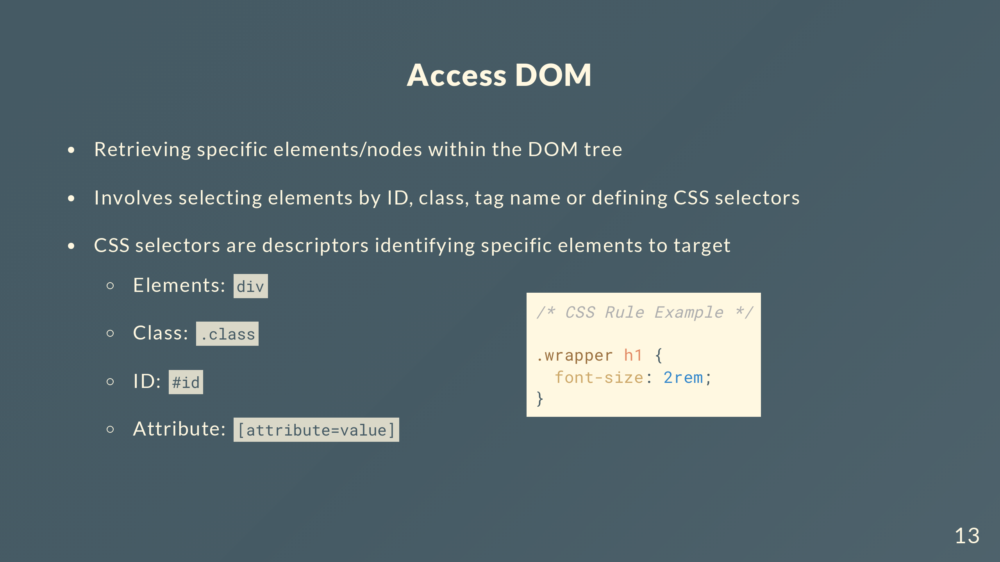 Access DOM
Retrieving specific elements/nodes within the DOM tree
Involves selecting elements by ID, class, tag name or defining CSS selectors
CSS selectors are descriptors identifying specific elements to target
Elements: div
Class: .class
ID: #id
Attribute: [attribute=value]
/* CSS Rule Example */
.wrapper h1 {
font-size: 2rem;
}
13